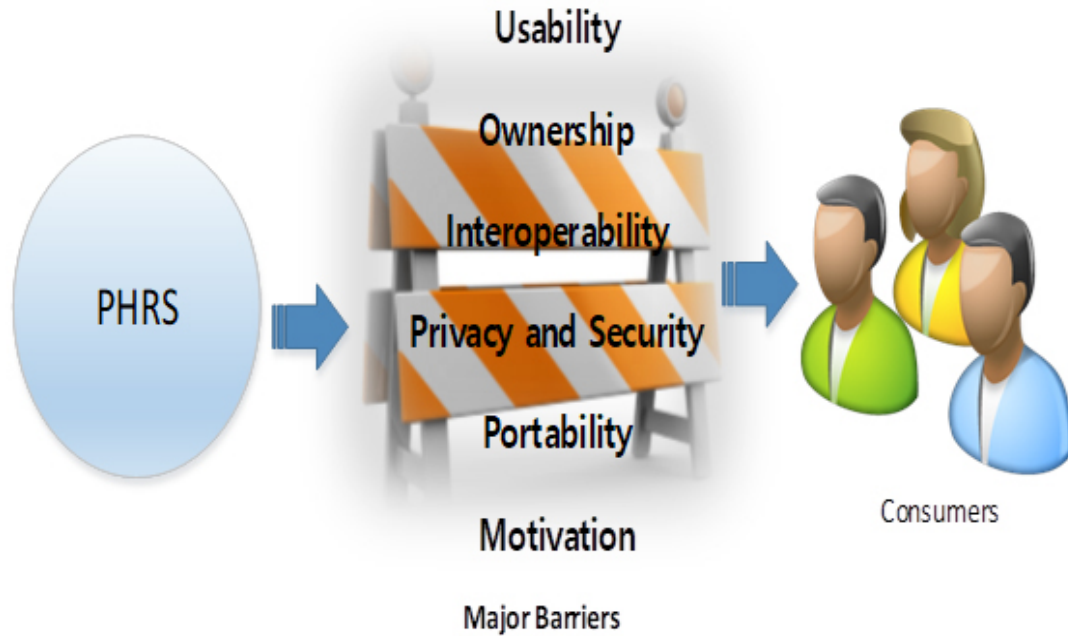 PHRS
Usability
Ownership
Interoperability
Privacy and Security
Portability
Motivation
Major Barriers
Consumers